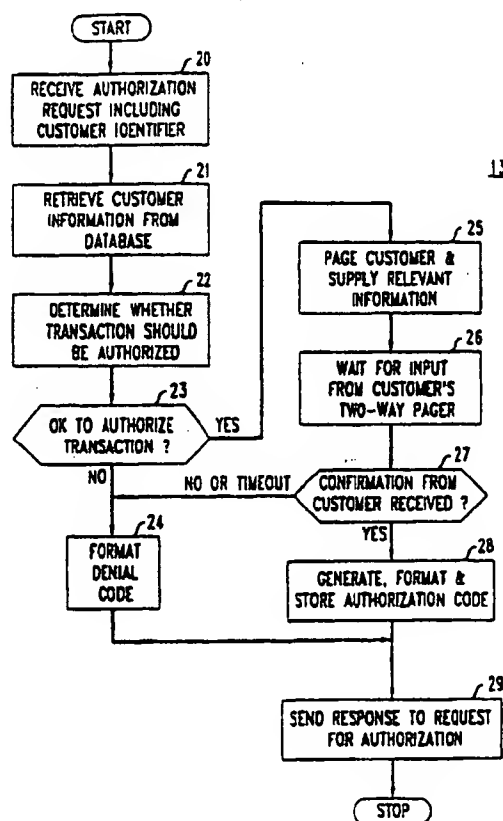 START
20
RECEIVE AUTHORIZATION
REQUEST INCLUDING
CUSTOMER IDENTIFIER
21
RETRIEVE CUSTOMER
INFORMATION FROM
DATABASE
22
DETERMINE WHETHER
TRANSACTION SHOULD
BE AUTHORIZED
23
OK TO AUTHORIZE
TRANSACTION ?
YES
NO
24
FORMAT
DENIAL
CODE
13
25
PAGE CUSTOMER &
SUPPLY RELEVANT
INFORMATION
26
WAIT FOR INPUT
FROM CUSTOMER'S
TWO-WAY PAGER
27
CONFIRMATION FROM
CUSTOMER RECEIVED ?
NO OR TIMEOUT
YES
28
GENERATE, FORMAT &
STORE AUTHORIZATION CODE
29
SEND RESPONSE TO REQUEST
FOR AUTHORIZATION
STOP